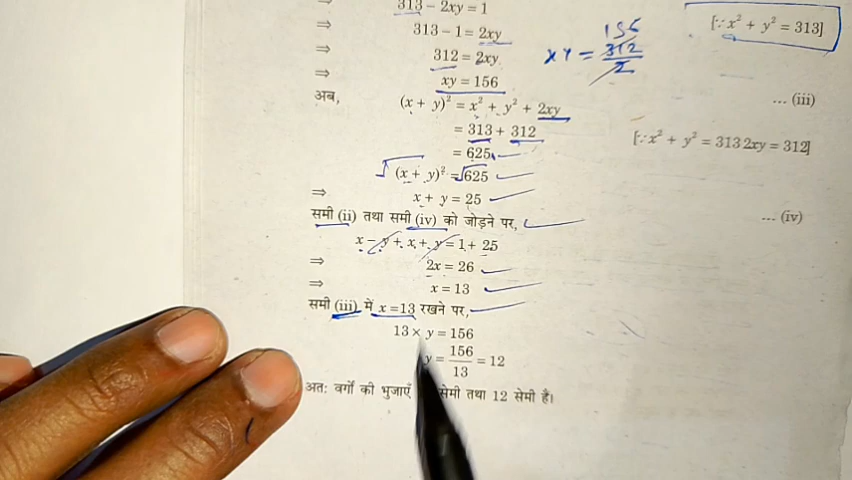 ⇒ 313 − 2xy = 1
⇒ 313 − 1 = 2xy [∵ x² + y² = 313]
⇒ 312 = 2xy xy = 312/2 156
⇒ xy = 156
अब, (x + y)² = x² + y² + 2xy ... (iii)
= 313 + 312 [∵ x² + y² = 313 2xy = 312]
= 625
√(x + y)² = √625
⇒ x + y = 25
समी (ii) तथा समी (iv) को जोड़ने पर, ... (iv)
x − y + x + y = 1 + 25
⇒ 2x = 26
⇒ x = 13
समी (iii) में x = 13 रखने पर,
13 × y = 156
y = 156/13 = 12
अतः वर्गों की भुजाएँ सेमी तथा 12 सेमी हैं।